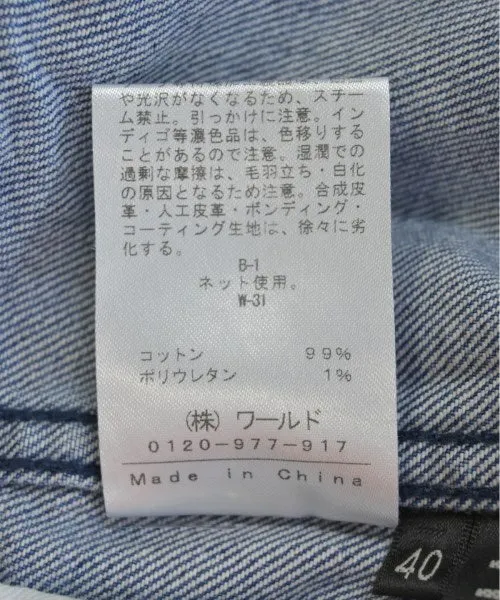 や光沢がなくなるため、スチー
ム禁止。引っかけに注意。イン
ディゴ等濃色品は、色移りする
ことがあるので注意。湿潤での
過剰な摩擦は、毛羽立ち・白化
の原因となるため注意。合成皮
革・人工皮革・ボンディング・
コーティング生地は、徐々に劣
化する。
B-1
ネット使用。
W-31
コットン 99%
ポリウレタン 1%
(株) ワールド
0120-977-917
Made in China
40